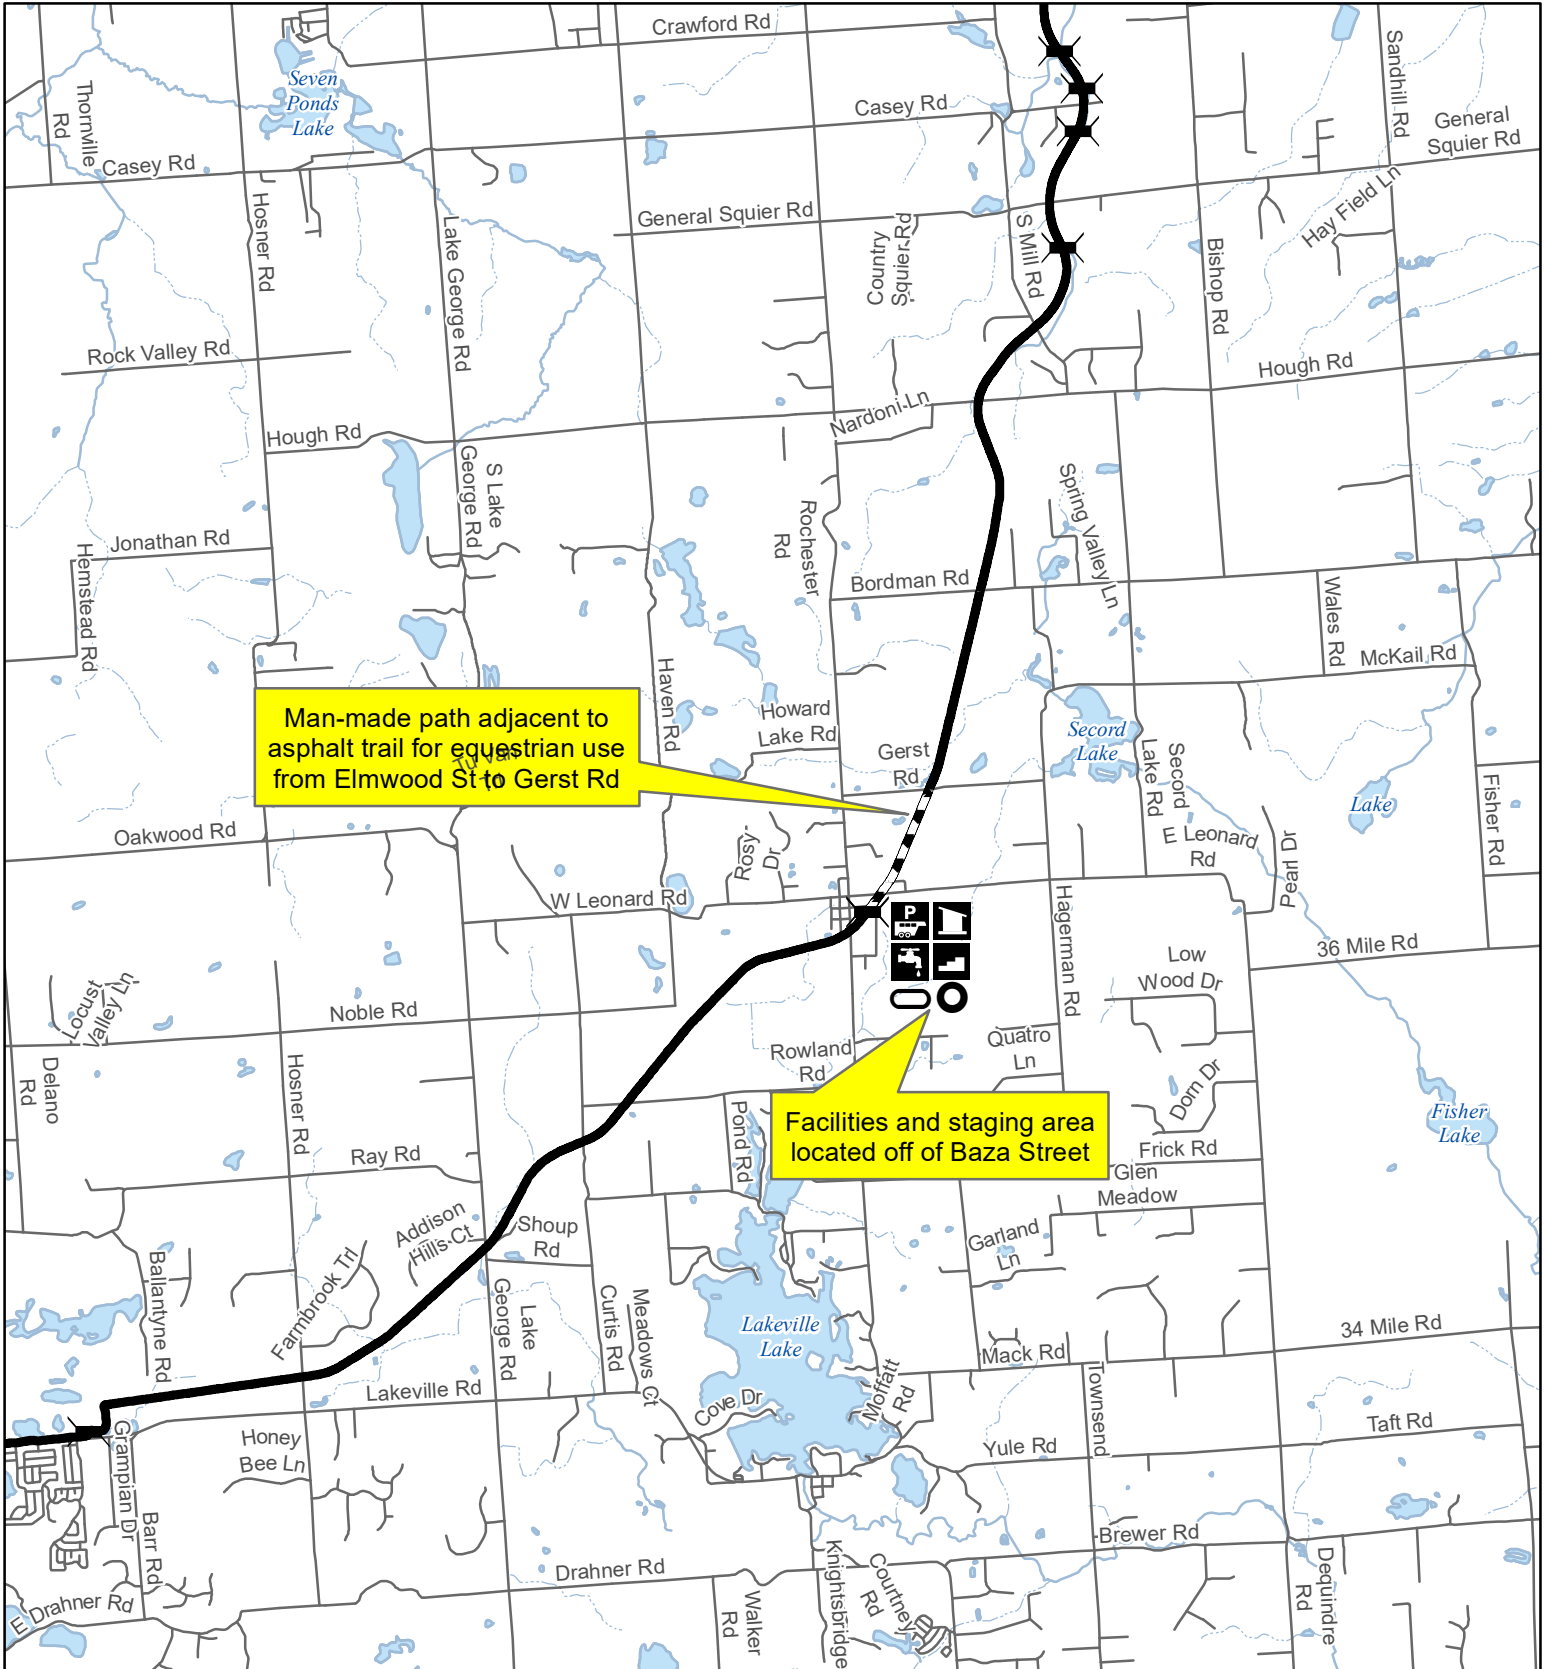 Crawford Rd
Seven
Ponds
Lake
Thornville
Rd
Casey Rd
Casey Rd
Sandhill Rd
General
Squier Rd
Hosner Rd
Lake George Rd
General Squier Rd
Country
Squier Rd
S Mill Rd
Bishop Rd
Hay Field Ln
Rock Valley Rd
Hough Rd
Hough Rd
Nardoni Ln
S Lake
George Rd
Jonathan Rd
Hemstead Rd
Rochester
Rd
Bordman Rd
Spring Valley Ln
Wales Rd
McKail Rd
Haven Rd
Man-made path adjacent to
asphalt trail for equestrian use
from Elmwood St to Gerst Rd
Tu Van
Howard
Lake Rd
Gerst
Rd
Secord
Lake
Secord
Lake Rd
Lake
Fisher Rd
Oakwood Rd
Rosy
Dr
E Leonard
Rd
Pearl Dr
W Leonard Rd
P
Hagerman Rd
36 Mile Rd
Low
Wood Dr
Locust
Valley Ln
Noble Rd
Delano
Rd
Hosner Rd
Rowland
Rd
Quatro
Ln
Dorn Dr
Pond Rd
Facilities and staging area
located off of Baza Street
Fisher
Lake
Ray Rd
Frick Rd
Glen
Meadow
Addison
Hills Ct
Shoup
Rd
Garland
Ln
Ballantyne Rd
Farmbrook Trl
Lake
George Rd
Curtis Rd
Meadows Ct
Lakeville
Lake
34 Mile Rd
Mack Rd
Lakeville Rd
Cove Dr
Moffatt
Rd
Townsend
Taft Rd
Grampian Dr
Honey
Bee Ln
Yule Rd
Barr Rd
Brewer Rd
Drahner Rd
E Drahner Rd
Walker
Rd
Knightsbridge
Courtney
Rd
Dequindre
Rd